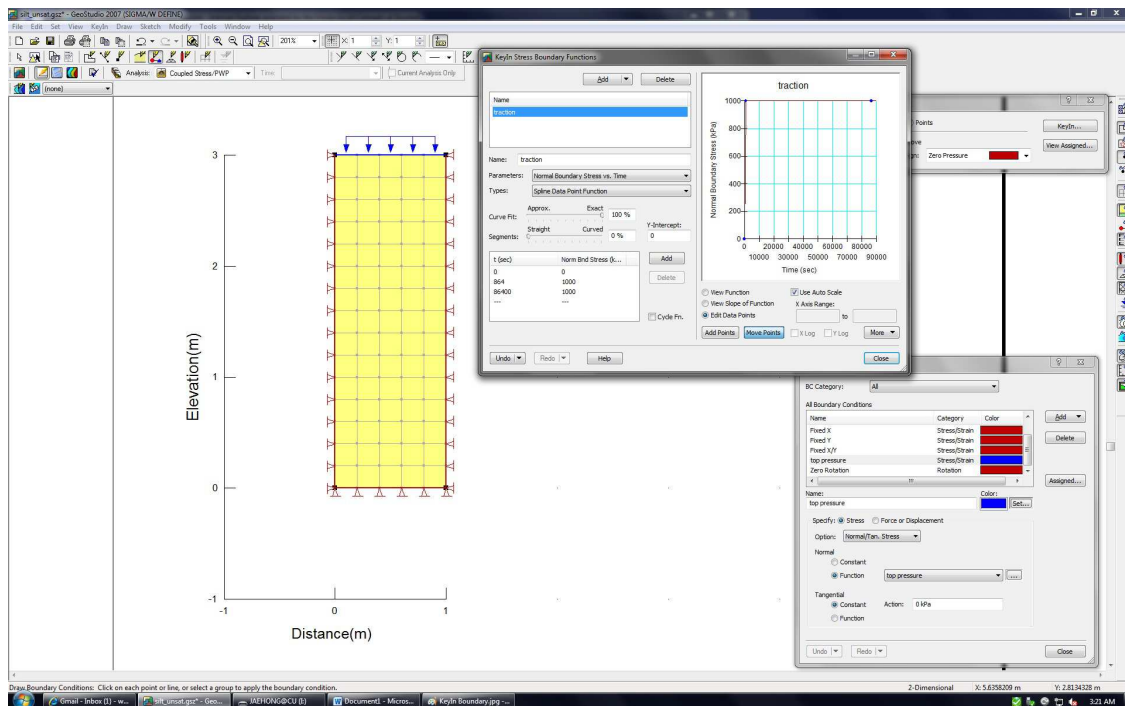 silt_unsat.gsz* - GeoStudio 2007 (SIGMA/W DEFINE)
File Edit Set View KeyIn Draw Sketch Modify Tools Window Help
201% X: 1 Y: 1
Analysis: Coupled Stress/PWP Time: Current Analysis Only
(none)
3
2
1
0
-1
-1 0 1
Elevation(m)
Distance(m)
KeyIn Stress Boundary Functions
Add Delete
Name
traction
Name: traction
Parameters: Normal Boundary Stress vs. Time
Types: Spline Data Point Function
Approx. Exact
Curve Fit: 100 %
Straight Curved Y-Intercept:
Segments: 0 % 0
t (sec) Norm Bnd Stress (k...
0 0
864 1000
86400 1000
--- ---
Add
Delete
Cycle Fn.
Undo Redo Help Close
traction
Normal Boundary Stress (kPa)
1000
800
600
400
200
0
0 20000 40000 60000 80000
10000 30000 50000 70000 90000
Time (sec)
View Function Use Auto Scale
View Slope of Function X Axis Range:
Edit Data Points to
Add Points Move Points X Log Y Log More
Points
KeyIn...
ove
gn: Zero Pressure View Assigned...
BC Category: All
All Boundary Conditions
Name Category Color
Fixed X Stress/Strain
Fixed Y Stress/Strain
Fixed X/Y Stress/Strain
top pressure Stress/Strain
Zero Rotation Rotation
Add
Delete
Assigned...
Name: Color:
top pressure Set...
Specify: Stress Force or Displacement
Option: Normal/Tan. Stress
Normal
Constant
Function top pressure ...
Tangential
Constant Action: 0 kPa
Function
Undo Redo Close
Draw Boundary Conditions: Click on each point or line, or select a group to apply the boundary condition. 2-Dimensional X: 5.6358209 m Y: 2.8134328 m
Gmail - Inbox (1) - w... silt_unsat.gsz* - Geo... JAEHONG@CU (I:) Document1 - Micros... KeyIn Boundary.jpg -... 3:21 AM